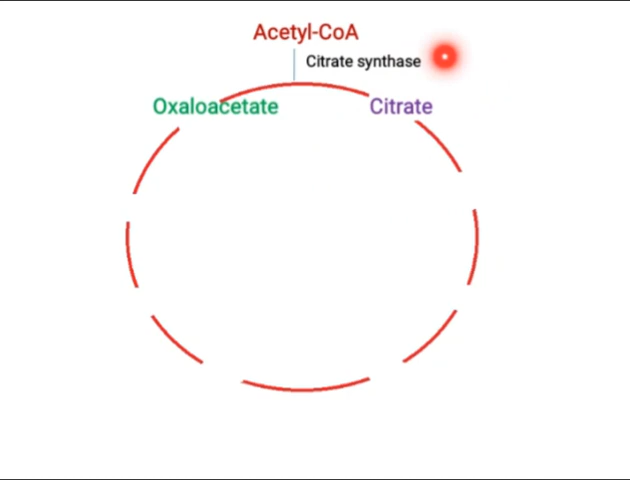 Acetyl-CoA
Citrate synthase
Oxaloacetate
Citrate